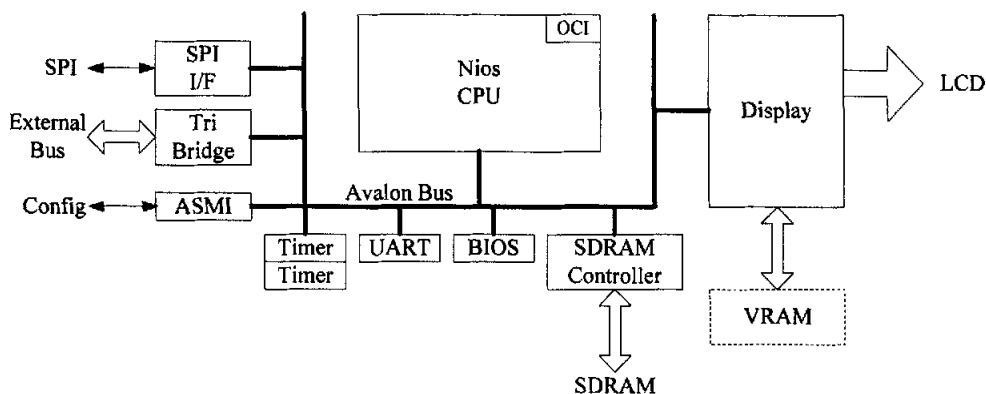 OCI
SPI
SPI
I/F
Nios
CPU
Display
LCD
External
Bus
Tri
Bridge
Config
ASMI
Avalon Bus
Timer
Timer
UART
BIOS
SDRAM
Controller
VRAM
SDRAM